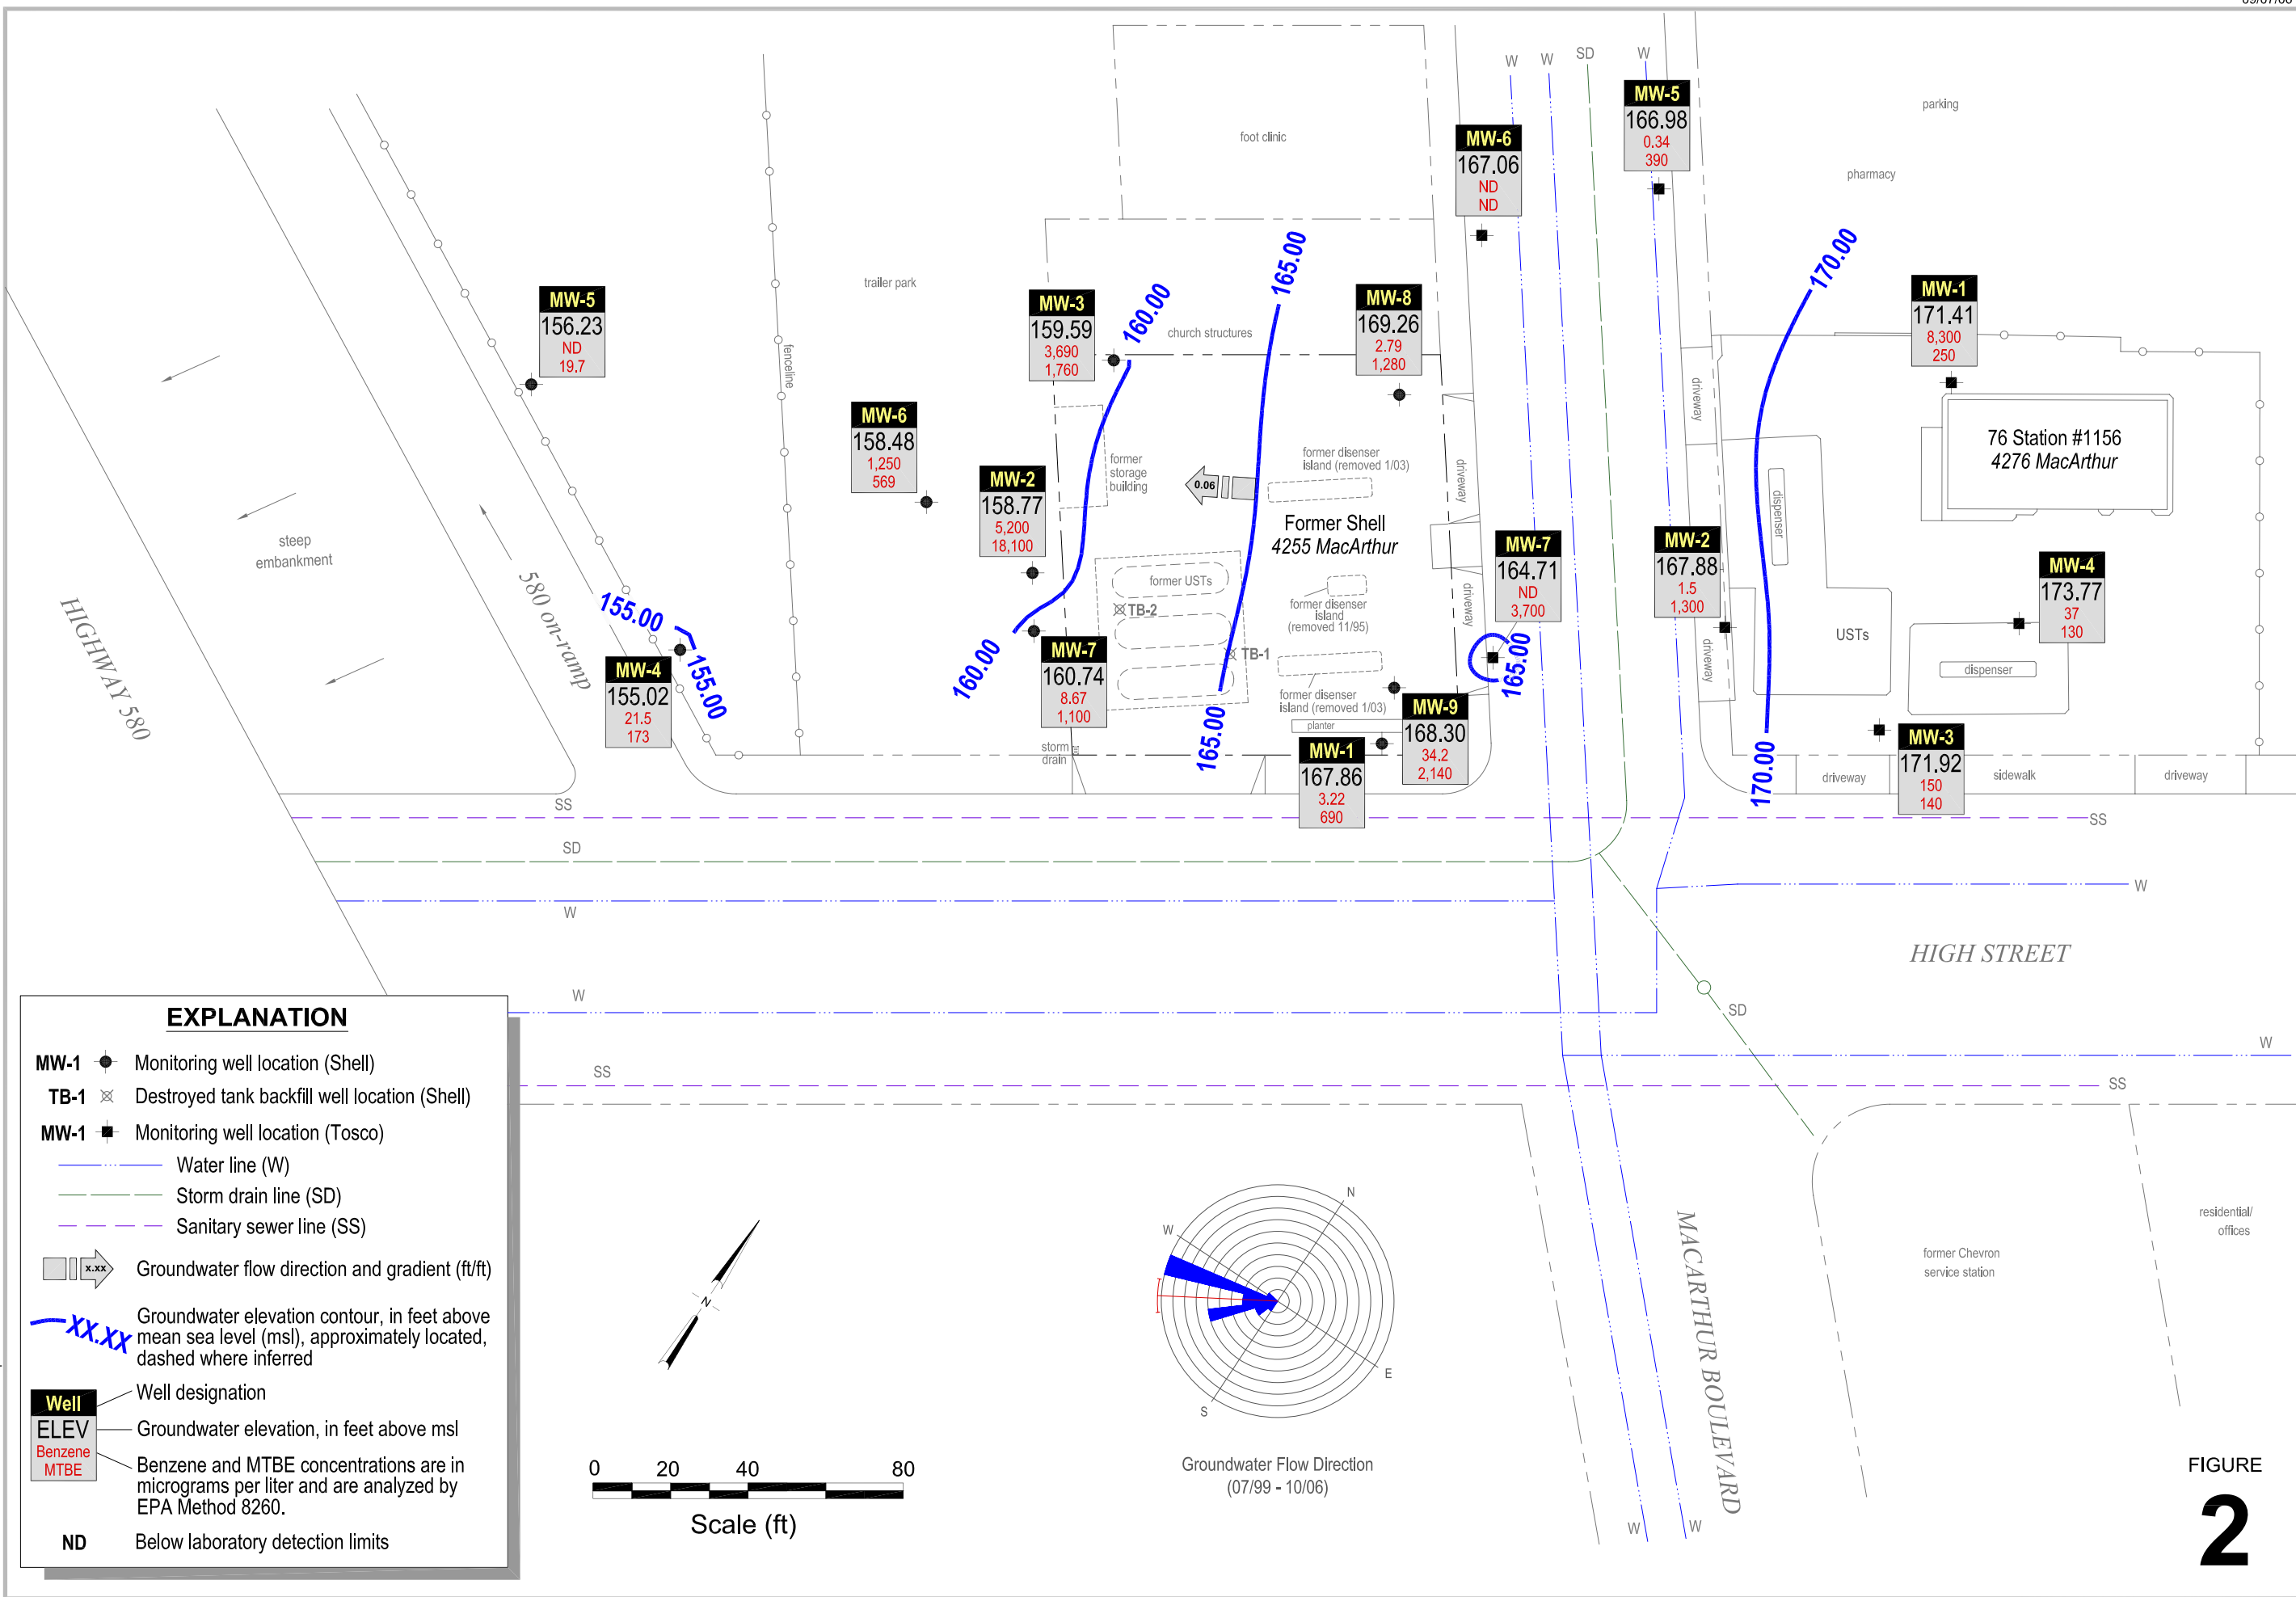 W
W
SD
W
MW-5
166.98
0.34
390
parking
foot clinic
MW-6
167.06
ND
ND
pharmacy
165.00
170.00
trailer park
MW-5
156.23
ND
19.7
MW-3
159.59
3,690
1,760
160.00
church structures
MW-8
169.26
2.79
1,280
MW-1
171.41
8,300
250
fenceline
driveway
MW-6
158.48
1,250
569
76 Station #1156
4276 MacArthur
former
storage
building
former disenser
island (removed 1/03)
driveway
MW-2
158.77
5,200
18,100
0.06
dispenser
Former Shell
4255 MacArthur
steep
embankment
MW-7
164.71
ND
3,700
MW-2
167.88
1.5
1,300
MW-4
173.77
37
130
580 on-ramp
former USTs
TB-2
former disenser
island
(removed 11/95)
driveway
HIGHWAY 580
155.00
155.00
USTs
MW-4
155.02
21.5
173
160.00
MW-7
160.74
8.67
1,100
TB-1
165.00
driveway
dispenser
former disenser
island (removed 1/03)
planter
MW-9
168.30
34.2
2,140
storm
drain
165.00
MW-1
167.86
3.22
690
170.00
MW-3
171.92
150
140
driveway
sidewalk
driveway
SS
SS
SD
W
W
HIGH STREET
W
SD
W
SS
SS
EXPLANATION
MW-1 Monitoring well location (Shell)
TB-1 Destroyed tank backfill well location (Shell)
MW-1 Monitoring well location (Tosco)
Water line (W)
Storm drain line (SD)
Sanitary sewer line (SS)
x.xx Groundwater flow direction and gradient (ft/ft)
XX.XX
Groundwater elevation contour, in feet above
mean sea level (msl), approximately located,
dashed where inferred
Well
ELEV
Benzene
MTBE
Well designation
Groundwater elevation, in feet above msl
Benzene and MTBE concentrations are in
micrograms per liter and are analyzed by
EPA Method 8260.
ND Below laboratory detection limits
N
0 20 40 80
Scale (ft)
N
W
E
S
Groundwater Flow Direction
(07/99 - 10/06)
MACARTHUR BOULEVARD
W
W
former Chevron
service station
residential/
offices
FIGURE
2